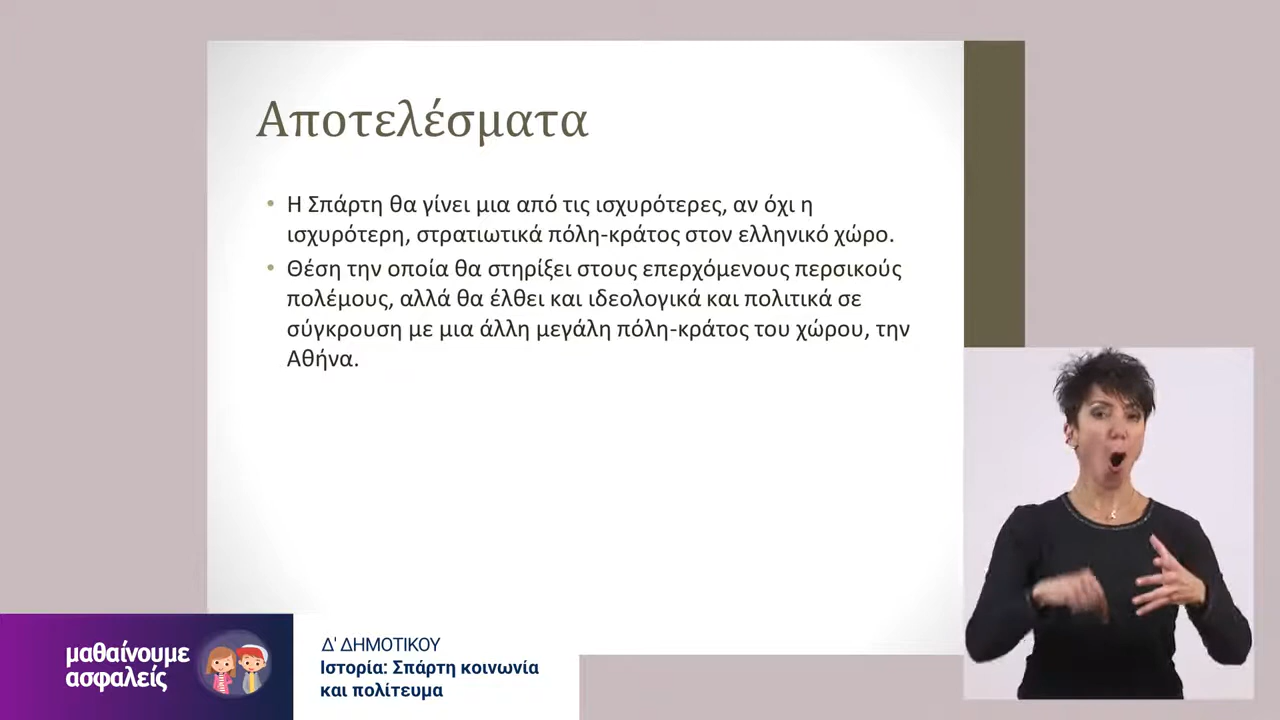 Αποτελέσματα
• Η Σπάρτη θα γίνει μια από τις ισχυρότερες, αν όχι η
ισχυρότερη, στρατιωτικά πόλη-κράτος στον ελληνικό χώρο.
• Θέση την οποία θα στηρίξει στους επερχόμενους περσικούς
πολέμους, αλλά θα έλθει και ιδεολογικά και πολιτικά σε
σύγκρουση με μια άλλη μεγάλη πόλη-κράτος του χώρου, την
Αθήνα.
μαθαίνουμε
ασφαλείς
Δ' ΔΗΜΟΤΙΚΟΥ
Ιστορία: Σπάρτη κοινωνία
και πολίτευμα